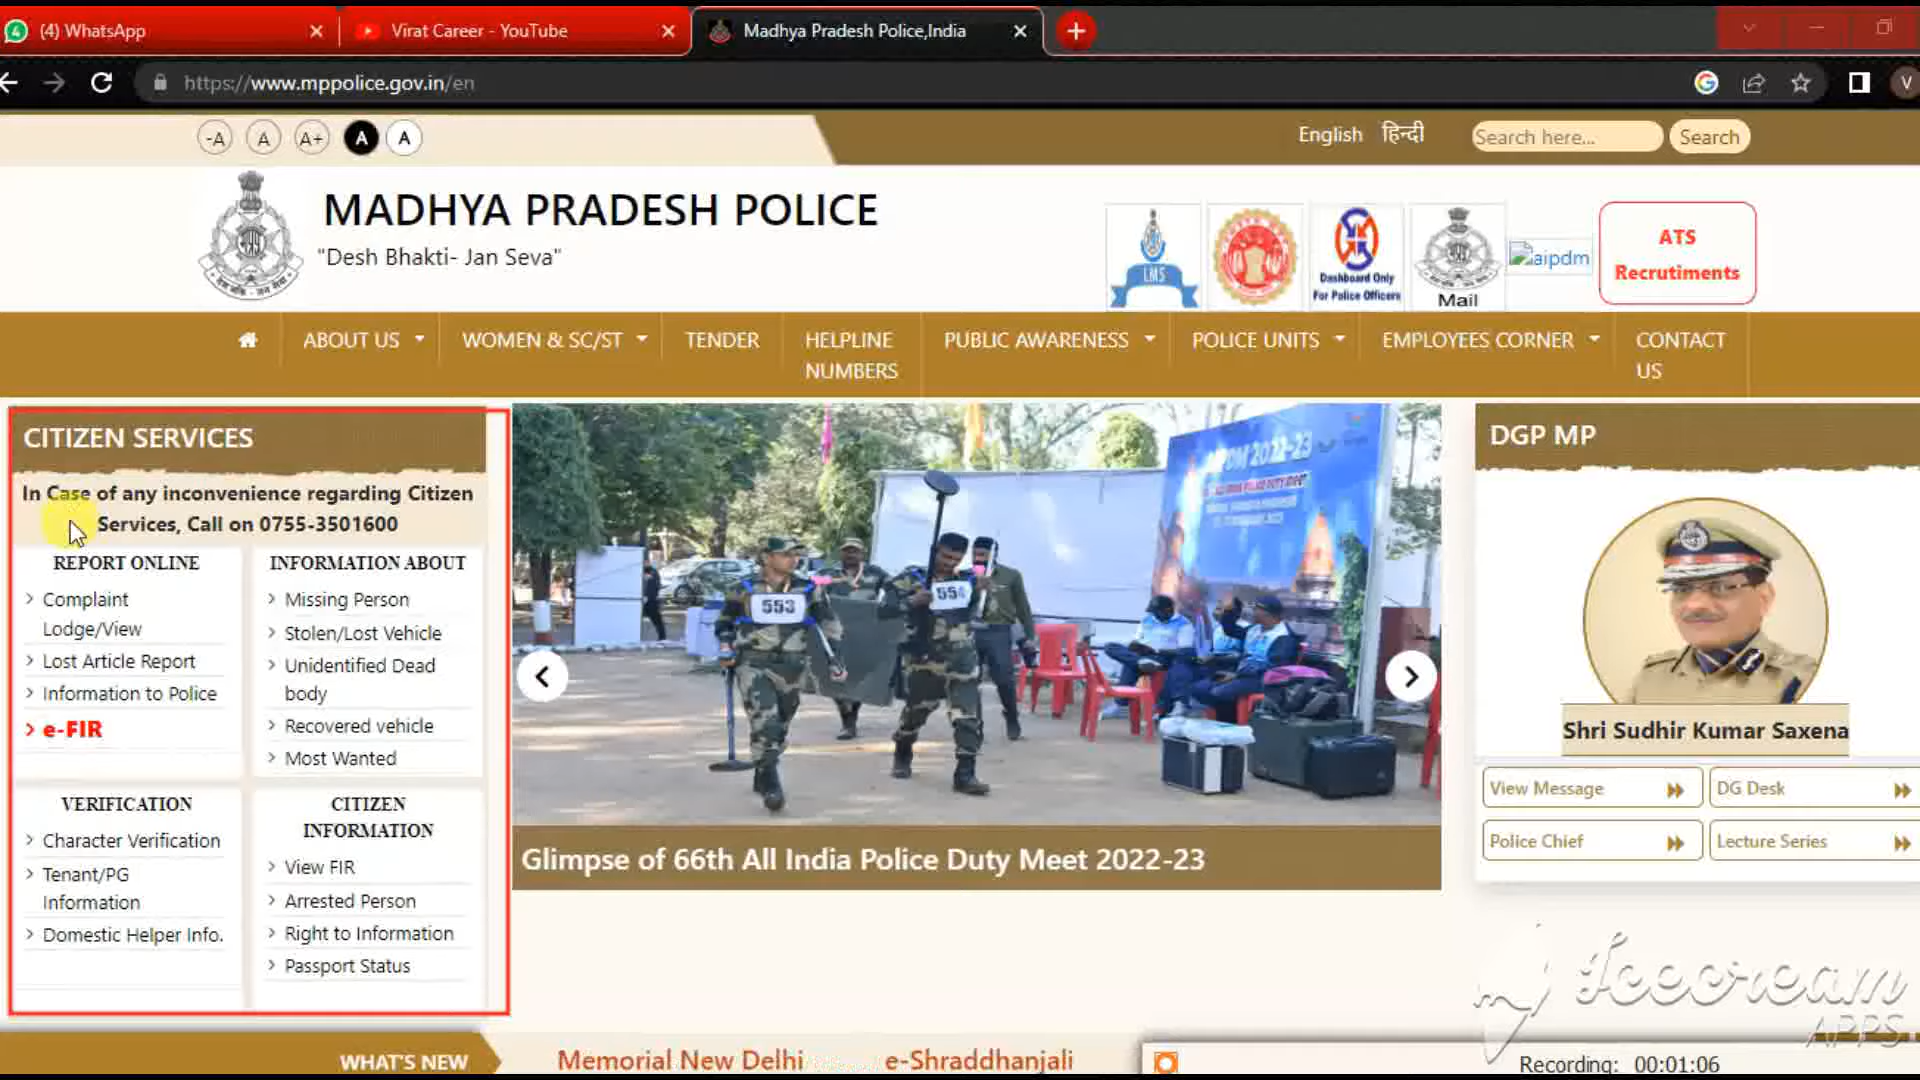 (4) WhatsApp
Virat Career - YouTube
Madhya Pradesh Police,India
https://www.mppolice.gov.in/en
V
-A A A+ A A
English हिन्दी
Search here...
Search
MADHYA PRADESH POLICE
"Desh Bhakti- Jan Seva"
LMS
Dashboard Only
For Police Officers
Mail
aipdm
ATS
Recrutiments
ABOUT US
WOMEN & SC/ST
TENDER
HELPLINE
NUMBERS
PUBLIC AWARENESS
POLICE UNITS
EMPLOYEES CORNER
CONTACT
US
CITIZEN SERVICES
In Case of any inconvenience regarding Citizen
Services, Call on 0755-3501600
REPORT ONLINE
Complaint
Lodge/View
Lost Article Report
Information to Police
e-FIR
INFORMATION ABOUT
Missing Person
Stolen/Lost Vehicle
Unidentified Dead
body
Recovered vehicle
Most Wanted
VERIFICATION
Character Verification
Tenant/PG
Information
Domestic Helper Info.
CITIZEN
INFORMATION
View FIR
Arrested Person
Right to Information
Passport Status
2022-23
553
554
Glimpse of 66th All India Police Duty Meet 2022-23
DGP MP
Shri Sudhir Kumar Saxena
View Message
DG Desk
Police Chief
Lecture Series
Icecream
APPS
WHAT'S NEW
Memorial New Delhi
e-Shraddhanjali
Recording: 00:01:06